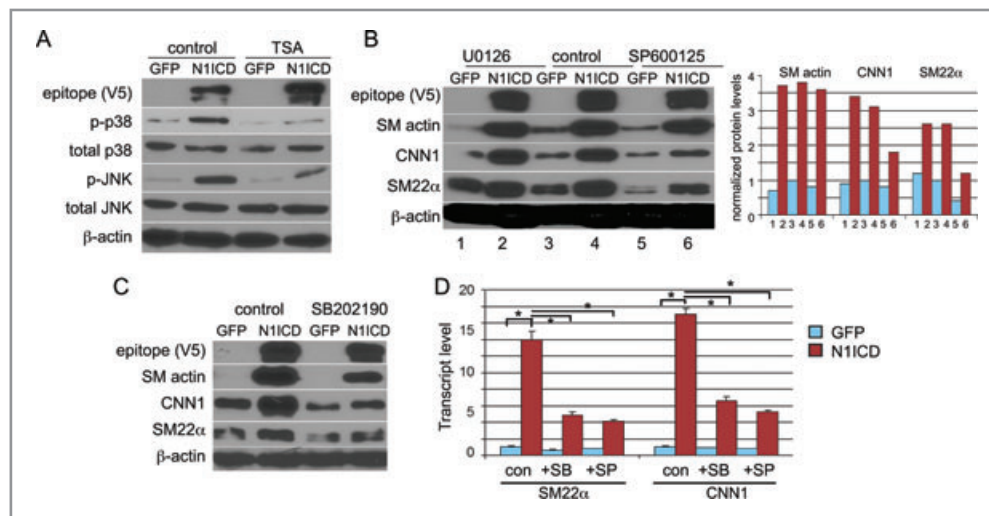 A
control TSA
GFP N1ICD GFP N1ICD
epitope (V5)
p-p38
total p38
p-JNK
total JNK
β-actin
B
U0126 control SP600125
GFP N1ICD GFP N1ICD GFP N1ICD
epitope (V5)
SM actin
CNN1
SM22α
β-actin
1 2 3 4 5 6
normalized protein levels
SM actin CNN1 SM22α
4
3
2
1
0
1 2 3 4 5 6 1 2 3 4 5 6 1 2 3 4 5 6
C
control SB202190
GFP N1ICD GFP N1ICD
epitope (V5)
SM actin
CNN1
SM22α
β-actin
D
Transcript level
20
15
10
5
0
* * * * * *
con +SB +SP con +SB +SP
SM22α CNN1
GFP
N1ICD